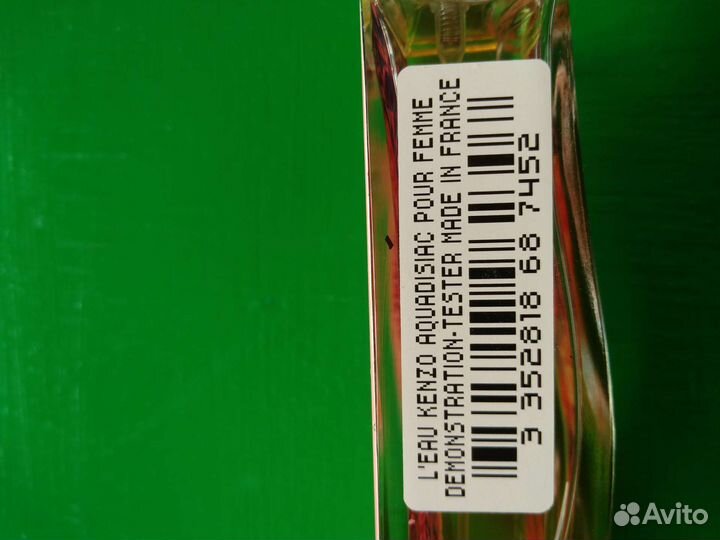 L'EAU KENZO AQUADISIAC POUR FEMME
DEMONSTRATION-TESTER MADE IN FRANCE
3 352818 68 7452
Avito